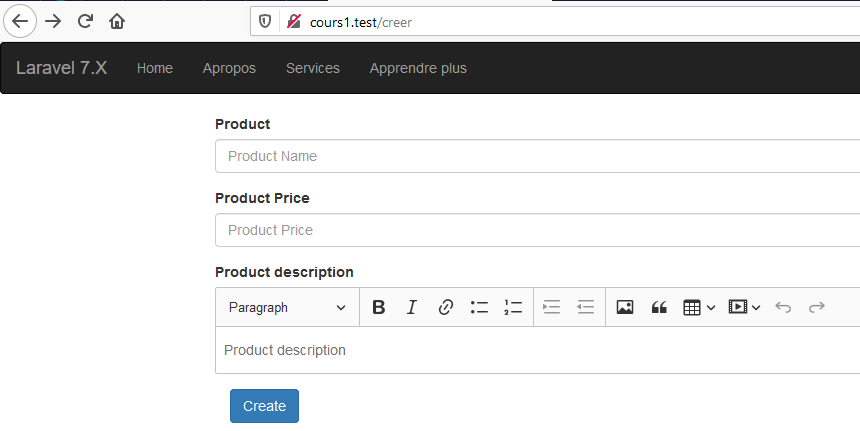 cours1.test/creer
Laravel 7.X Home Apropos Services Apprendre plus
Product
Product Name
Product Price
Product Price
Product description
Paragraph B I
Product description
Create